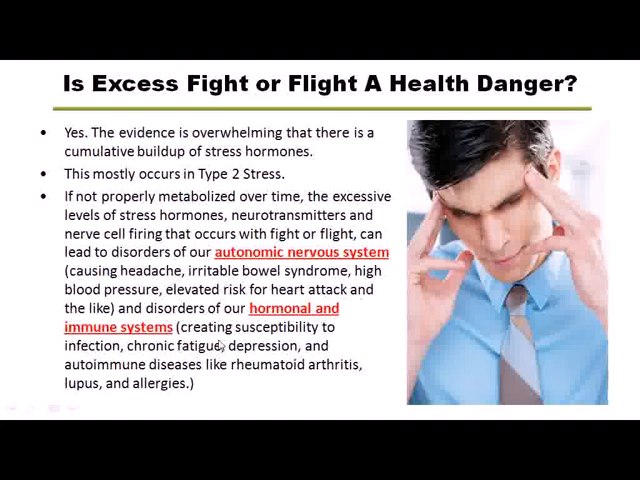 Is Excess Fight or Flight A Health Danger?
• Yes. The evidence is overwhelming that there is a
cumulative buildup of stress hormones.
• This mostly occurs in Type 2 Stress.
• If not properly metabolized over time, the excessive
levels of stress hormones, neurotransmitters and
nerve cell firing that occurs with fight or flight, can
lead to disorders of our autonomic nervous system
(causing headache, irritable bowel syndrome, high
blood pressure, elevated risk for heart attack and
the like) and disorders of our hormonal and
immune systems (creating susceptibility to
infection, chronic fatigue, depression, and
autoimmune diseases like rheumatoid arthritis,
lupus, and allergies.)